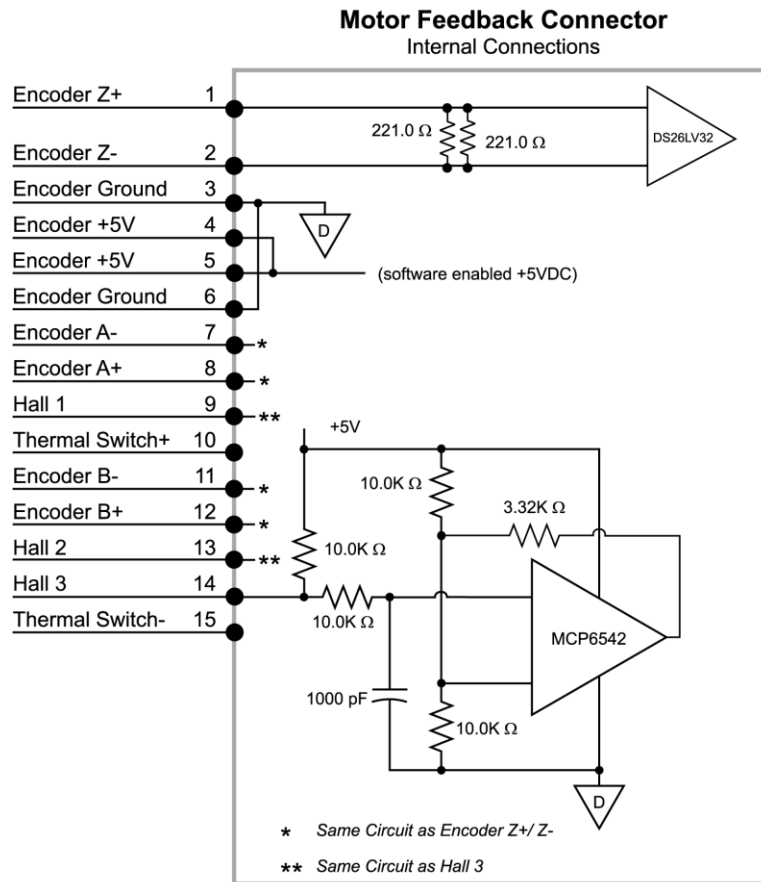 Motor Feedback Connector
Internal Connections
Encoder Z+ 1
221.0 Ω
221.0 Ω
DS26LV32
Encoder Z- 2
Encoder Ground 3
D
Encoder +5V 4
Encoder +5V 5
(software enabled +5VDC)
Encoder Ground 6
Encoder A- 7
*
Encoder A+ 8
*
Hall 1 9
**
+5V
Thermal Switch+ 10
Encoder B- 11
*
10.0K Ω
3.32K Ω
Encoder B+ 12
*
Hall 2 13
**
10.0K Ω
Hall 3 14
10.0K Ω
Thermal Switch- 15
MCP6542
1000 pF
10.0K Ω
D
* Same Circuit as Encoder Z+/ Z-
** Same Circuit as Hall 3